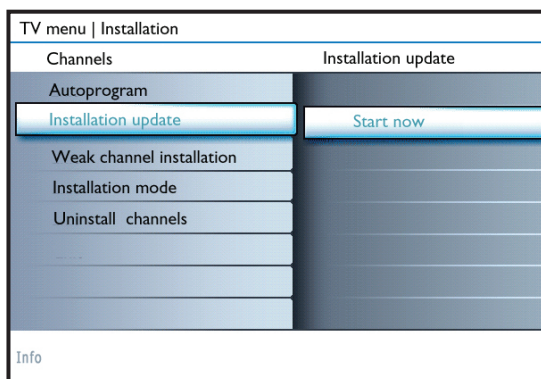 TV menu | Installation
Channels
Installation update
Autoprogram
Installation update
Start now
Weak channel installation
Installation mode
Uninstall channels
Info